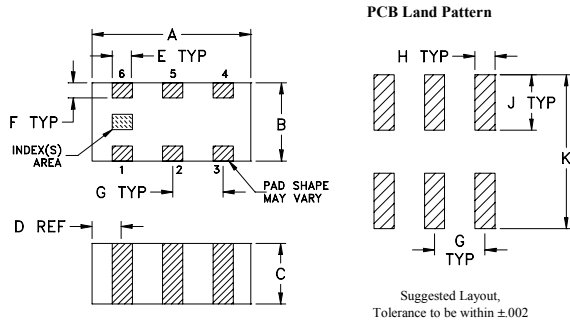 PCB Land Pattern
A
E TYP
6 5 4
F TYP
B
INDEX(S)
AREA
1 2 3
G TYP
PAD SHAPE
MAY VARY
D REF
C
H TYP
J TYP
K
G
TYP
Suggested Layout,
Tolerance to be within ±.002